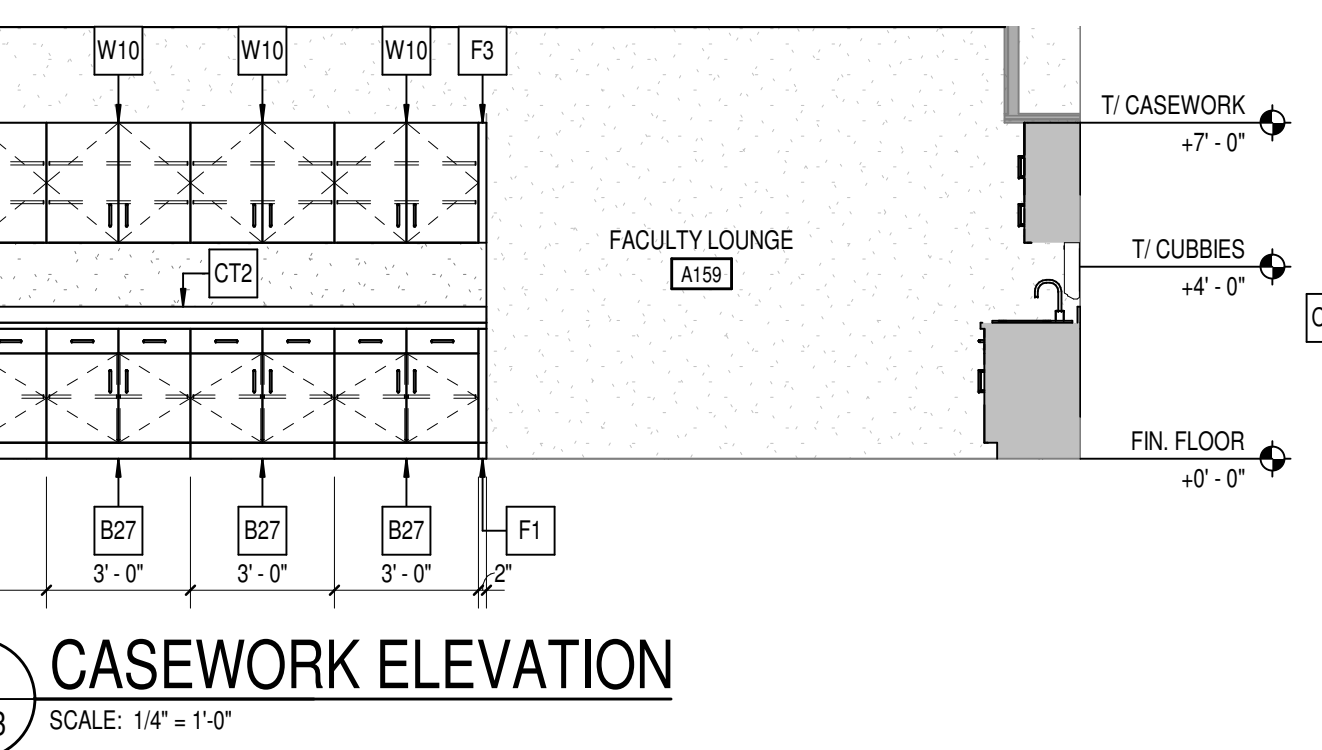 W10
W10
W10
F3
T/ CASEWORK
+7' - 0"
FACULTY LOUNGE
A159
T/ CUBBIES
+4' - 0"
CT2
FIN. FLOOR
+0' - 0"
B27
B27
B27
F1
3' - 0"
3' - 0"
3' - 0"
2"
CASEWORK ELEVATION
SCALE: 1/4" = 1'-0"